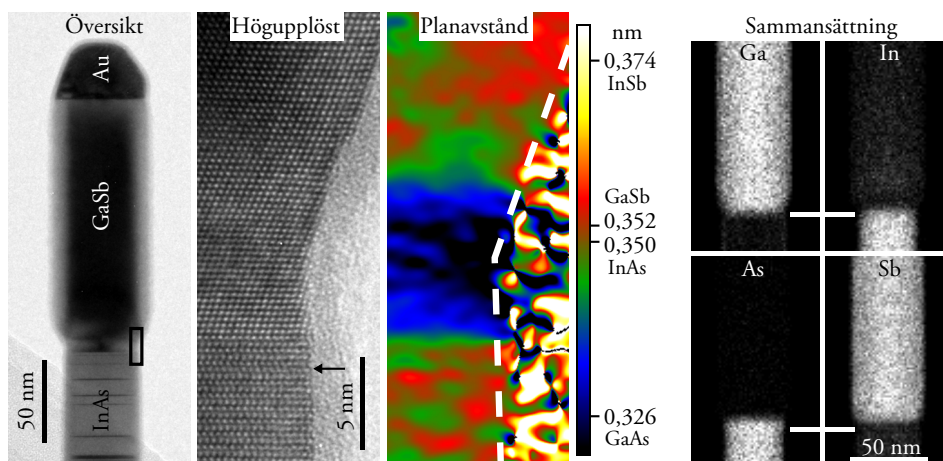 Översikt
Au
GaSb
InAs
50 nm
Högupplöst
5 nm
Planavstånd
nm
0,374
InSb
GaSb
0,352
0,350
InAs
0,326
GaAs
Sammansättning
Ga
In
As
Sb
50 nm